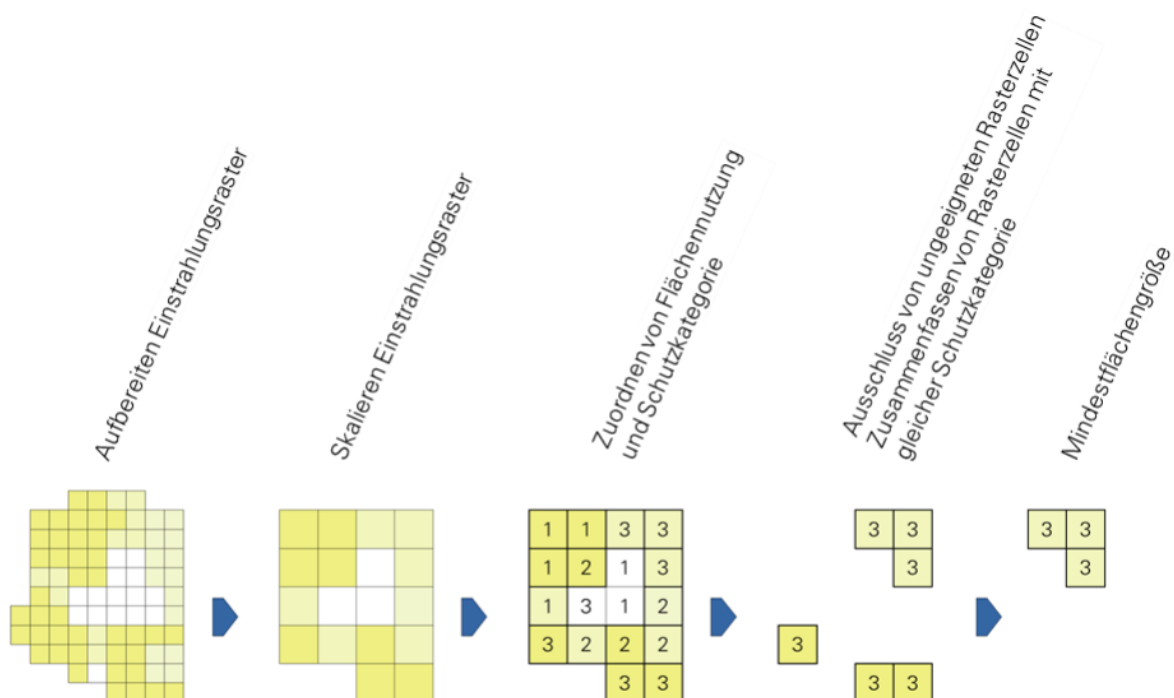 Aufbereiten Einstrahlungsraster
Skalieren Einstrahlungsraster
Zuordnen von Flächennutzung
und Schutzkategorie
Ausschluss von ungeeigneten Rasterzellen
Zusammenfassen von Rasterzellen mit
gleicher Schutzkategorie
Mindestflächengröße
1 1 3 3
1 2 1 3
1 3 1 2
3 2 2 2
3 3
3 3
3
3
3 3
3 3
3